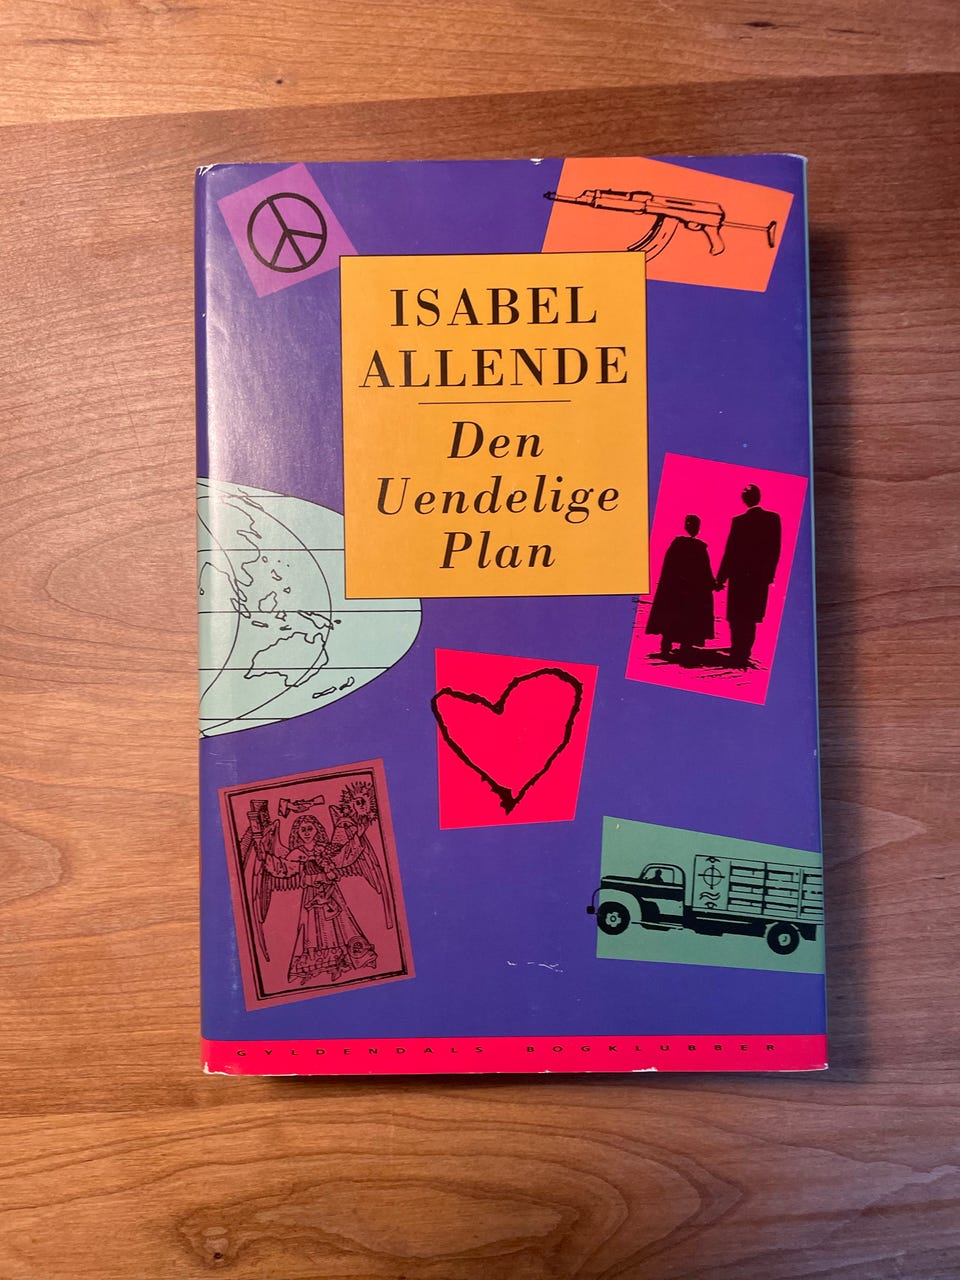 ISABEL
ALLENDE
Den
Uendelige
Plan
GYLDENDALS BOGKLUBBER